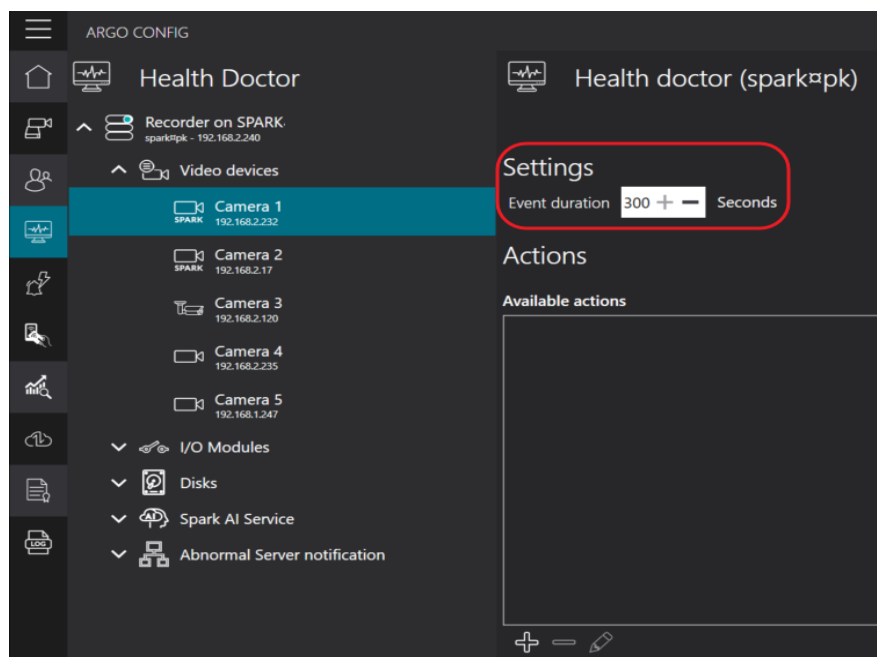 ARGO CONFIG
Health Doctor
Recorder on SPARK
spark¤pk - 192.168.2.240
Video devices
Camera 1
SPARK 192.168.2.232
Camera 2
SPARK 192.168.2.17
Camera 3
192.168.2.120
Camera 4
192.168.2.235
Camera 5
192.168.1.247
I/O Modules
Disks
AI Spark AI Service
Abnormal Server notification
LOG
Health doctor (spark¤pk)
Settings
Event duration 300 Seconds
Actions
Available actions